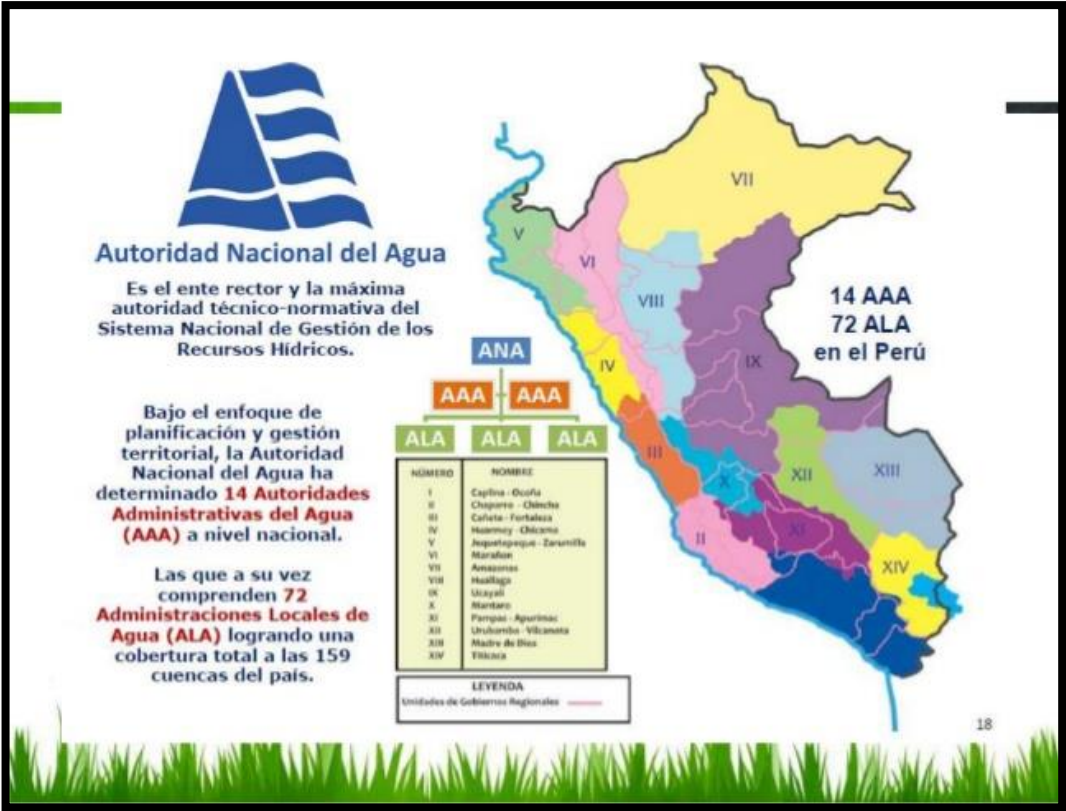 Autoridad Nacional del Agua
Es el ente rector y la máxima
autoridad técnico-normativa del
Sistema Nacional de Gestión de los
Recursos Hídricos.
Bajo el enfoque de
planificación y gestión
territorial, la Autoridad
Nacional del Agua ha
determinado 14 Autoridades
Administrativas del Agua
(AAA) a nivel nacional.
Las que a su vez
comprenden 72
Administraciones Locales de
Agua (ALA) logrando una
cobertura total a las 159
cuencas del país.
ANA
AAA AAA
ALA ALA ALA
NÚMERO NOMBRE
I Caplina - Ocoña
II Chaparra - Chincha
III Cañete - Fortaleza
IV Huarmey - Chicama
V Jequetepeque - Zarumilla
VI Marañon
VII Amazonas
VIII Huallaga
IX Ucayali
X Mantaro
XI Pampas - Apurimac
XII Urubamba - Vilcanota
XIII Madre de Dios
XIV Titicaca
LEYENDA
Unidades de Gobiernos Regionales
VII
V
VI
VIII
IV
IX
III
X
XII
XIII
II
XI
XIV
14 AAA
72 ALA
en el Perú
18